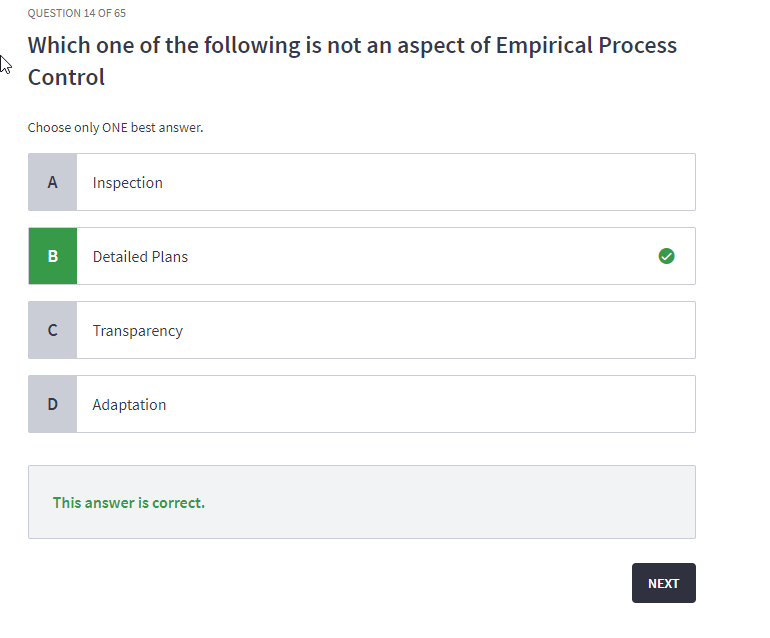 QUESTION 14 OF 65
Which one of the following is not an aspect of Empirical Process
Control
Choose only ONE best answer.
A Inspection
B Detailed Plans
C Transparency
D Adaptation
This answer is correct.
NEXT